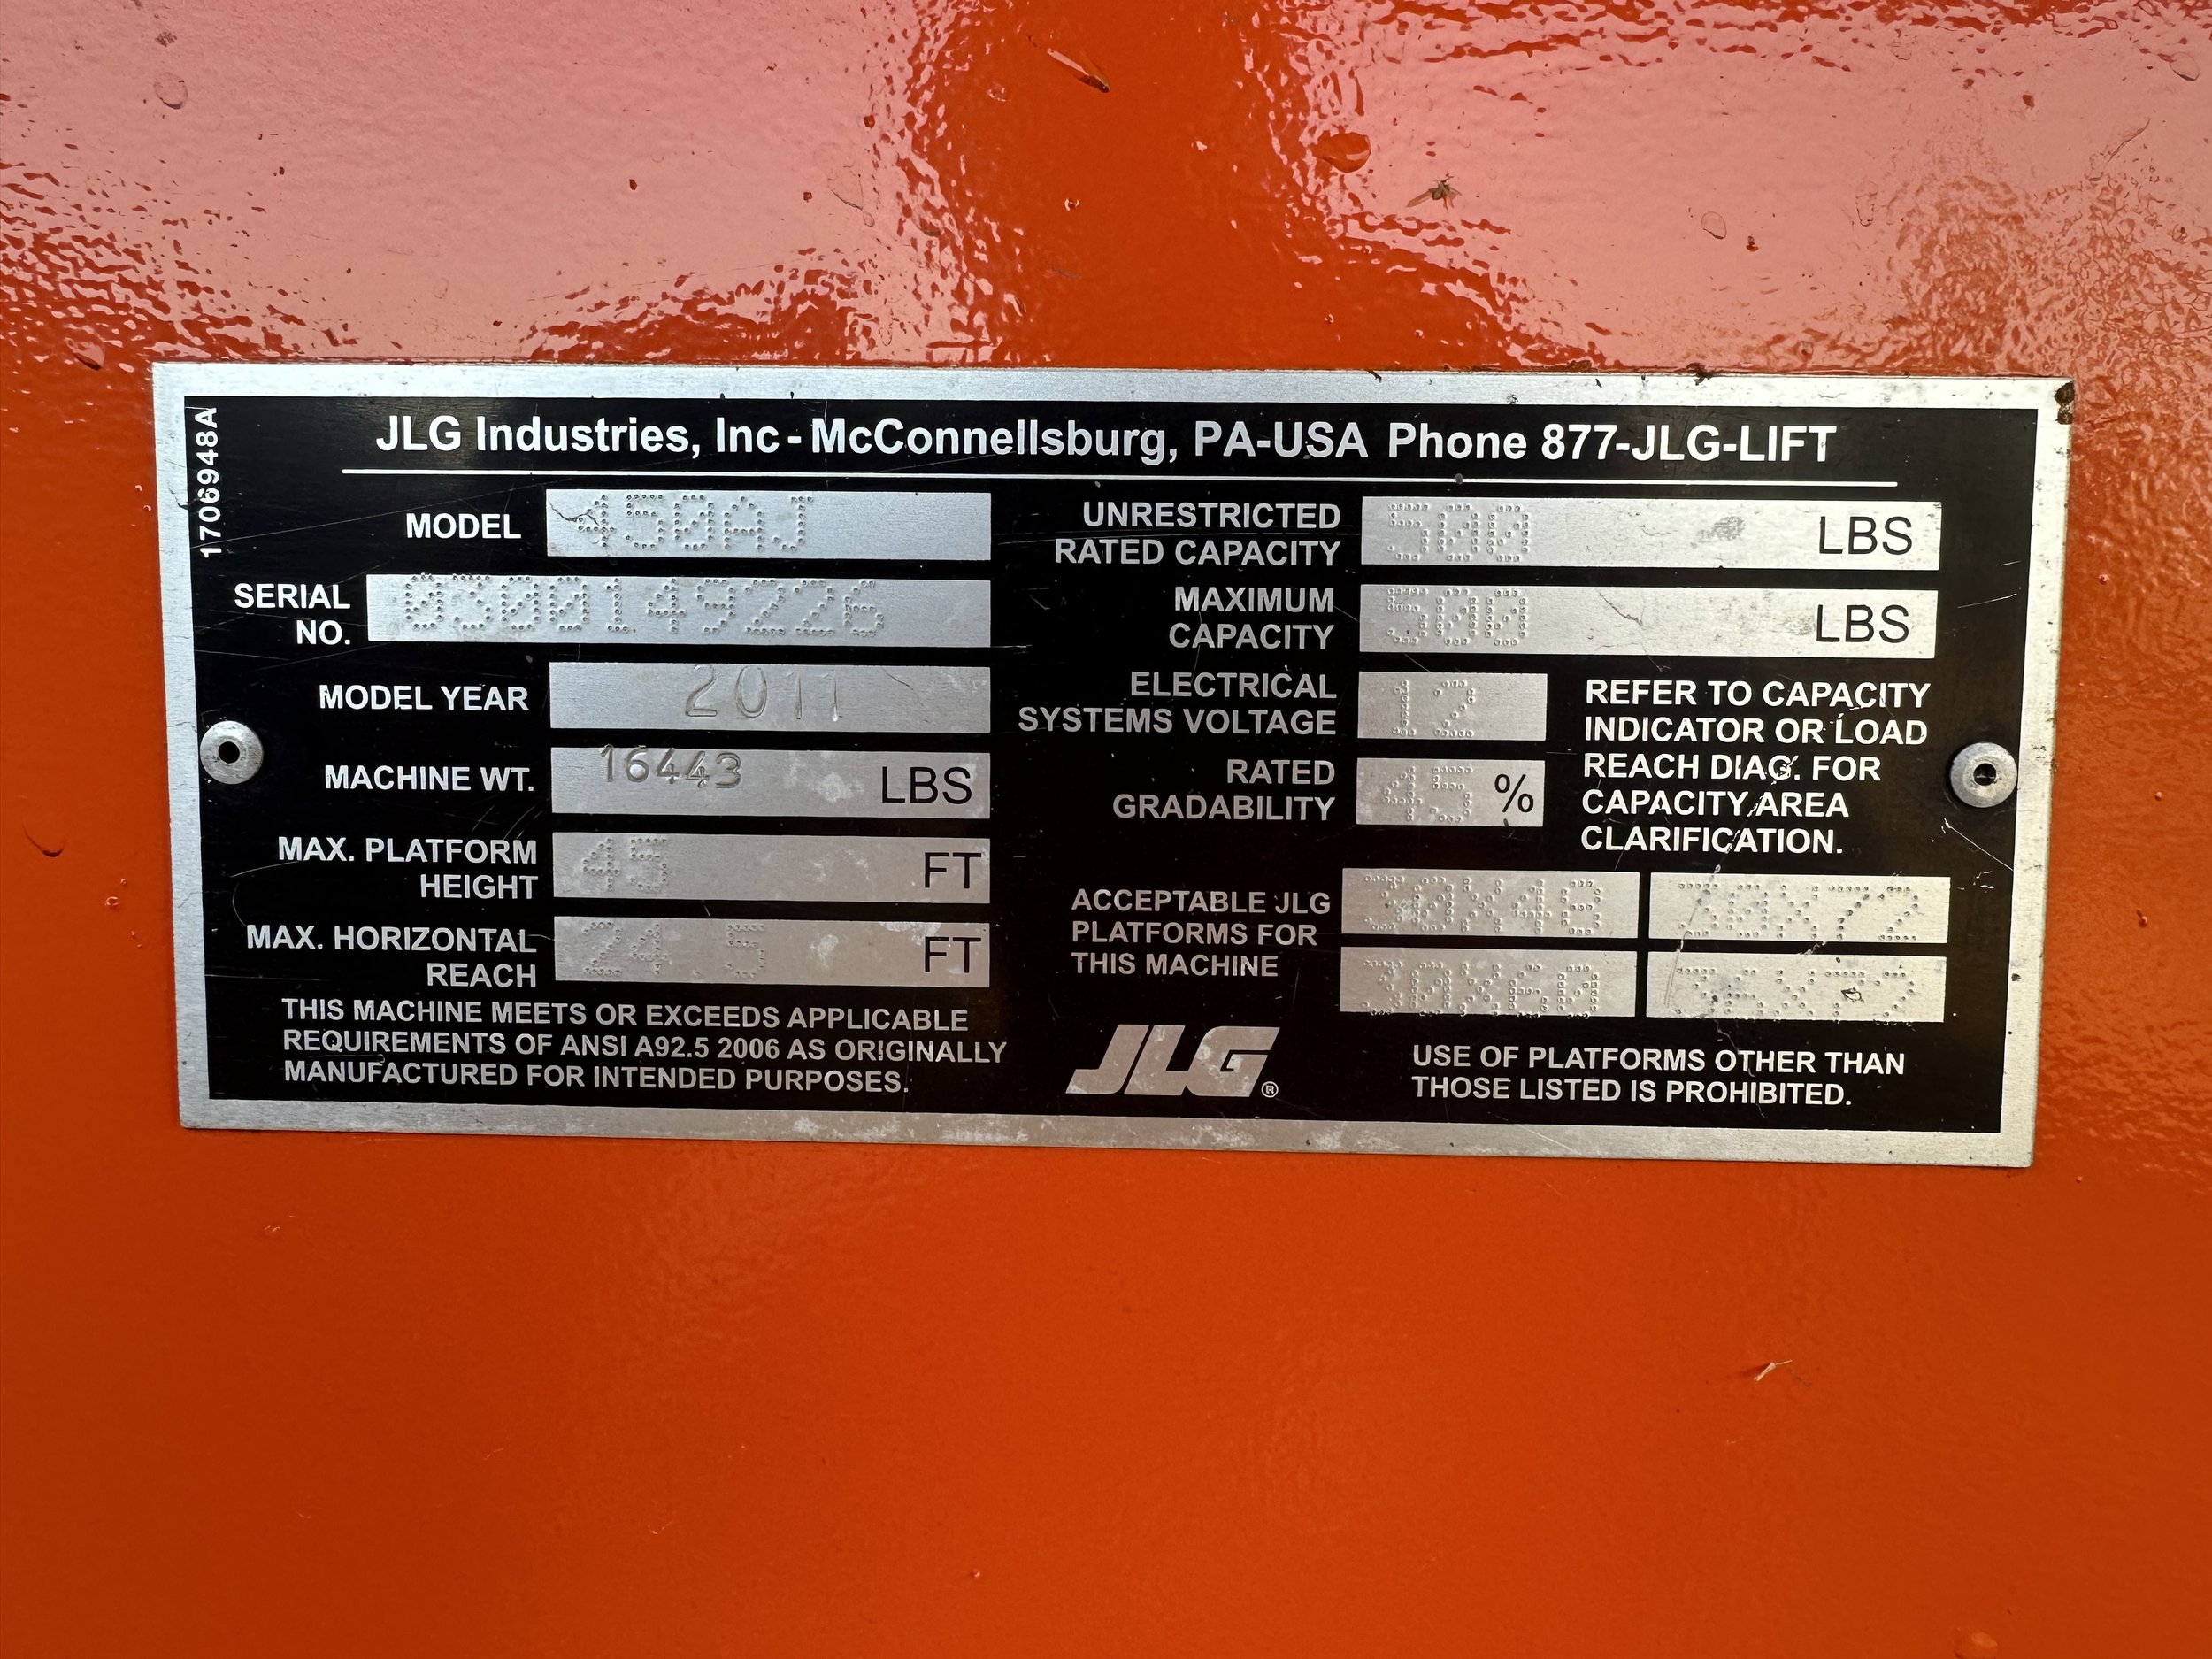 1706948A
JLG Industries, Inc - McConnellsburg, PA-USA Phone 877-JLG-LIFT
MODEL 450AJ
SERIAL NO. 0300149226
MODEL YEAR 2011
MACHINE WT. 16443 LBS
MAX. PLATFORM HEIGHT 45 FT
MAX. HORIZONTAL REACH 24.5 FT
THIS MACHINE MEETS OR EXCEEDS APPLICABLE
REQUIREMENTS OF ANSI A92.5 2006 AS ORIGINALLY
MANUFACTURED FOR INTENDED PURPOSES.
UNRESTRICTED RATED CAPACITY 500 LBS
MAXIMUM CAPACITY 500 LBS
ELECTRICAL SYSTEMS VOLTAGE 12
RATED GRADABILITY 45 %
REFER TO CAPACITY
INDICATOR OR LOAD
REACH DIAG. FOR
CAPACITY AREA
CLARIFICATION.
ACCEPTABLE JLG
PLATFORMS FOR
THIS MACHINE
30X48 30X72
30X60 36X72
JLG®
USE OF PLATFORMS OTHER THAN
THOSE LISTED IS PROHIBITED.